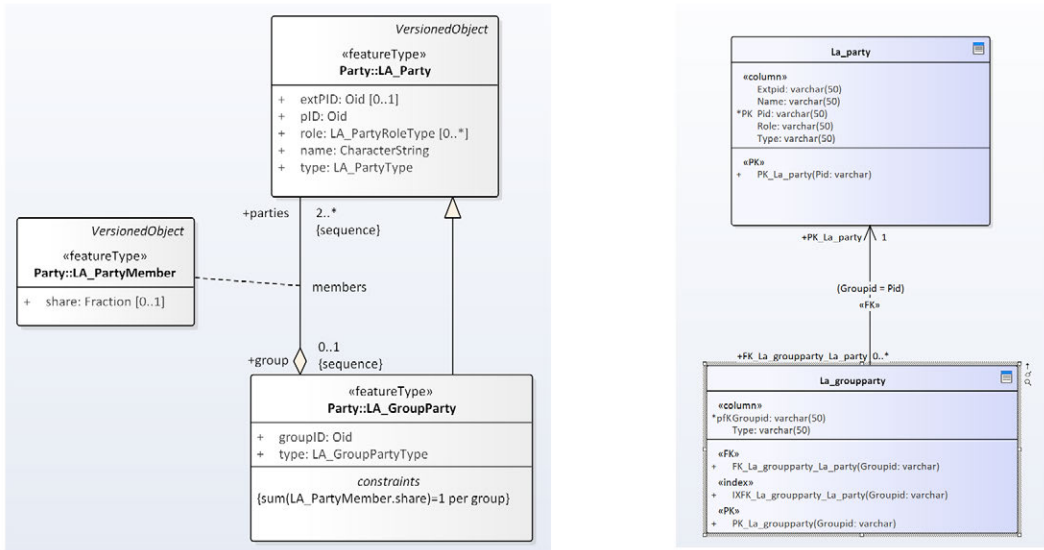 VersionedObject
«featureType»
Party::LA_Party
+ extPID: Oid [0..1]
+ pID: Oid
+ role: LA_PartyRoleType [0..*]
+ name: CharacterString
+ type: LA_PartyType
+parties
2..*
{sequence}
VersionedObject
«featureType»
Party::LA_PartyMember
+ share: Fraction [0..1]
members
+group
0..1
{sequence}
«featureType»
Party::LA_GroupParty
+ groupID: Oid
+ type: LA_GroupPartyType
constraints
{sum(LA_PartyMember.share)=1 per group}
La_party
«column»
Extpid: varchar(50)
Name: varchar(50)
*PK Pid: varchar(50)
Role: varchar(50)
Type: varchar(50)
«PK»
+ PK_La_party(Pid: varchar)
+PK_La_party 1
(Groupid = Pid)
«FK»
+FK_La_groupparty_La_party 0..*
La_groupparty
«column»
*pfK Groupid: varchar(50)
Type: varchar(50)
«FK»
+ FK_La_groupparty_La_party(Groupid: varchar)
«index»
+ IXFK_La_groupparty_La_party(Groupid: varchar)
«PK»
+ PK_La_groupparty(Groupid: varchar)